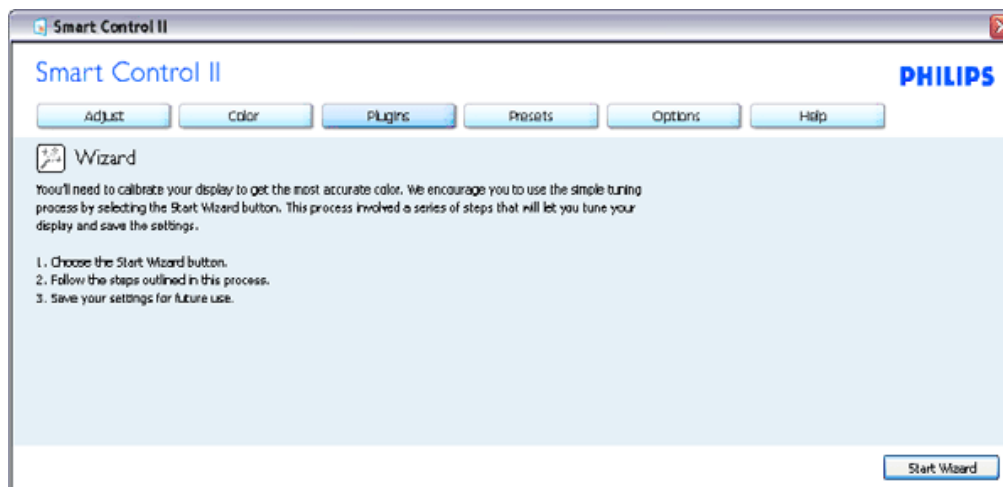 Smart Control II
Smart Control II
PHILIPS
Adjust Color Plugins Presets Options Help
Wizard
Yoou'll need to calibrate your display to get the most accurate color. We encourage you to use the simple tuning
process by selecting the Start Wizard button. This process involved a series of steps that will let you tune your
display and save the settings.
1. Choose the Start Wizard button.
2. Follow the steps outlined in this process.
3. Save your settings for future use.
Start Wizard